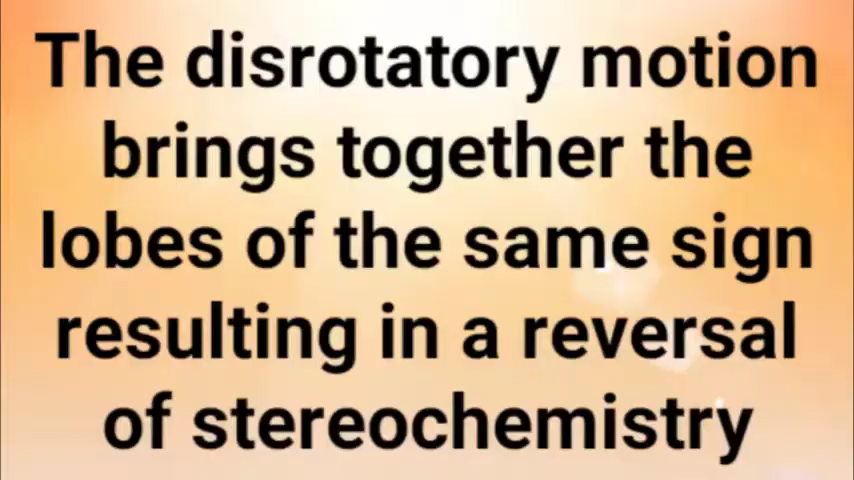 The disrotatory motion
brings together the
lobes of the same sign
resulting in a reversal
of stereochemistry